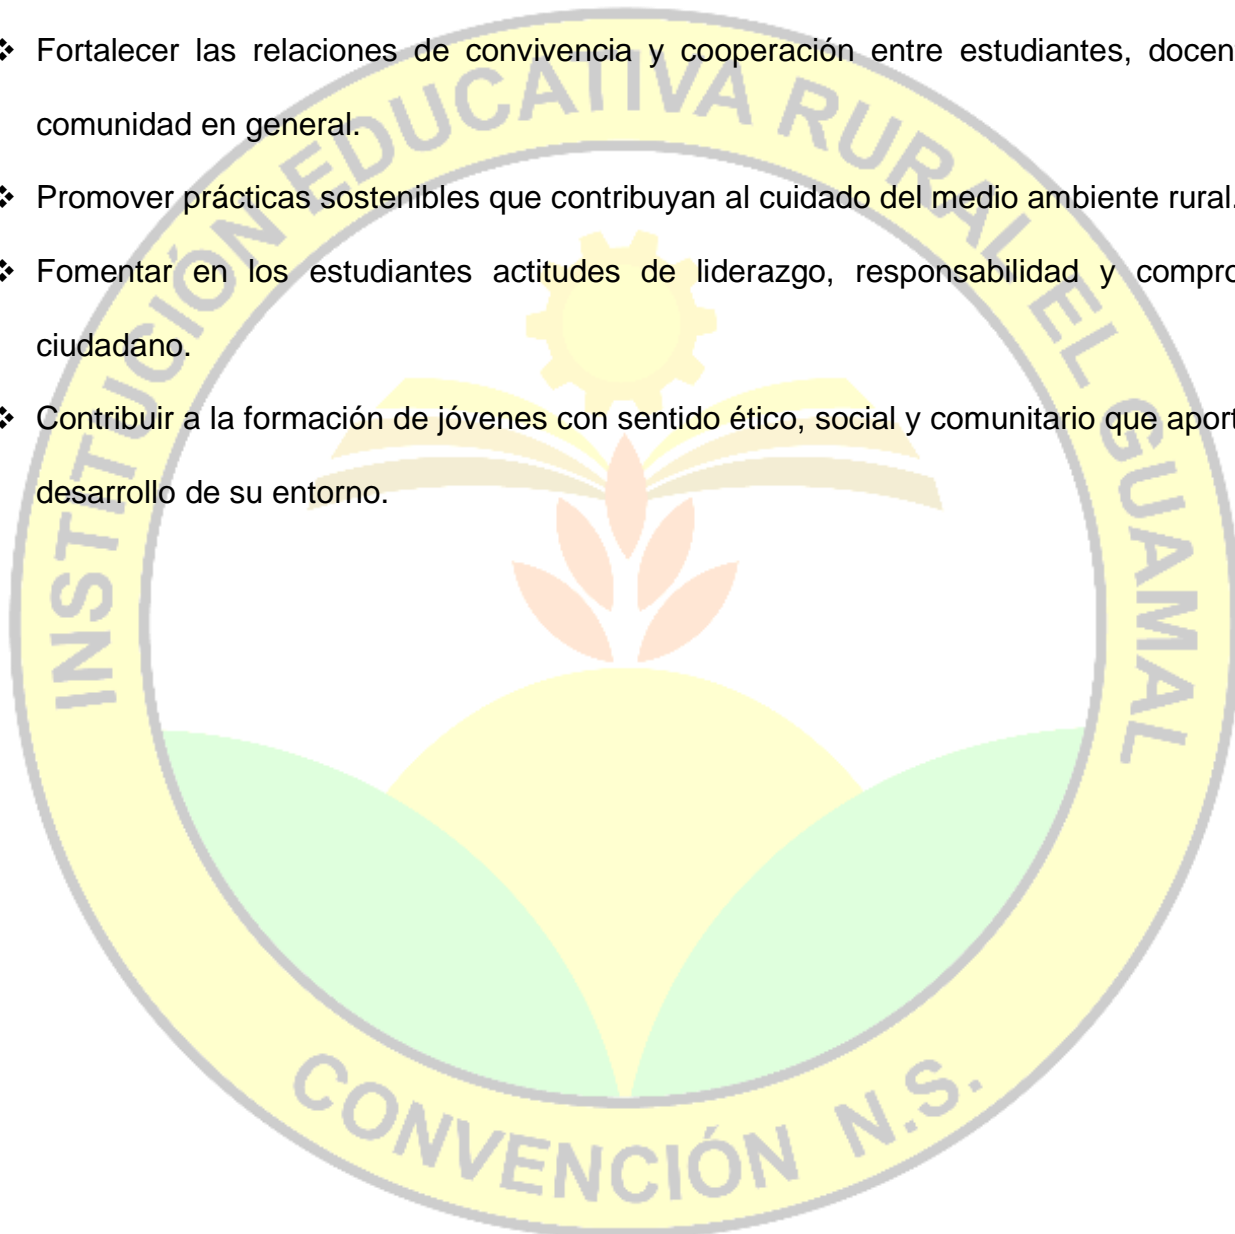 ❖ Fortalecer las relaciones de convivencia y cooperación entre estudiantes, docen
comunidad en general.
❖ Promover prácticas sostenibles que contribuyan al cuidado del medio ambiente rural.
❖ Fomentar en los estudiantes actitudes de liderazgo, responsabilidad y compro
ciudadano.
❖ Contribuir a la formación de jóvenes con sentido ético, social y comunitario que aport
desarrollo de su entorno.
INSTITUCIÓN EDUCATIVA RURAL EL GUAMAL
CONVENCIÓN N.S.